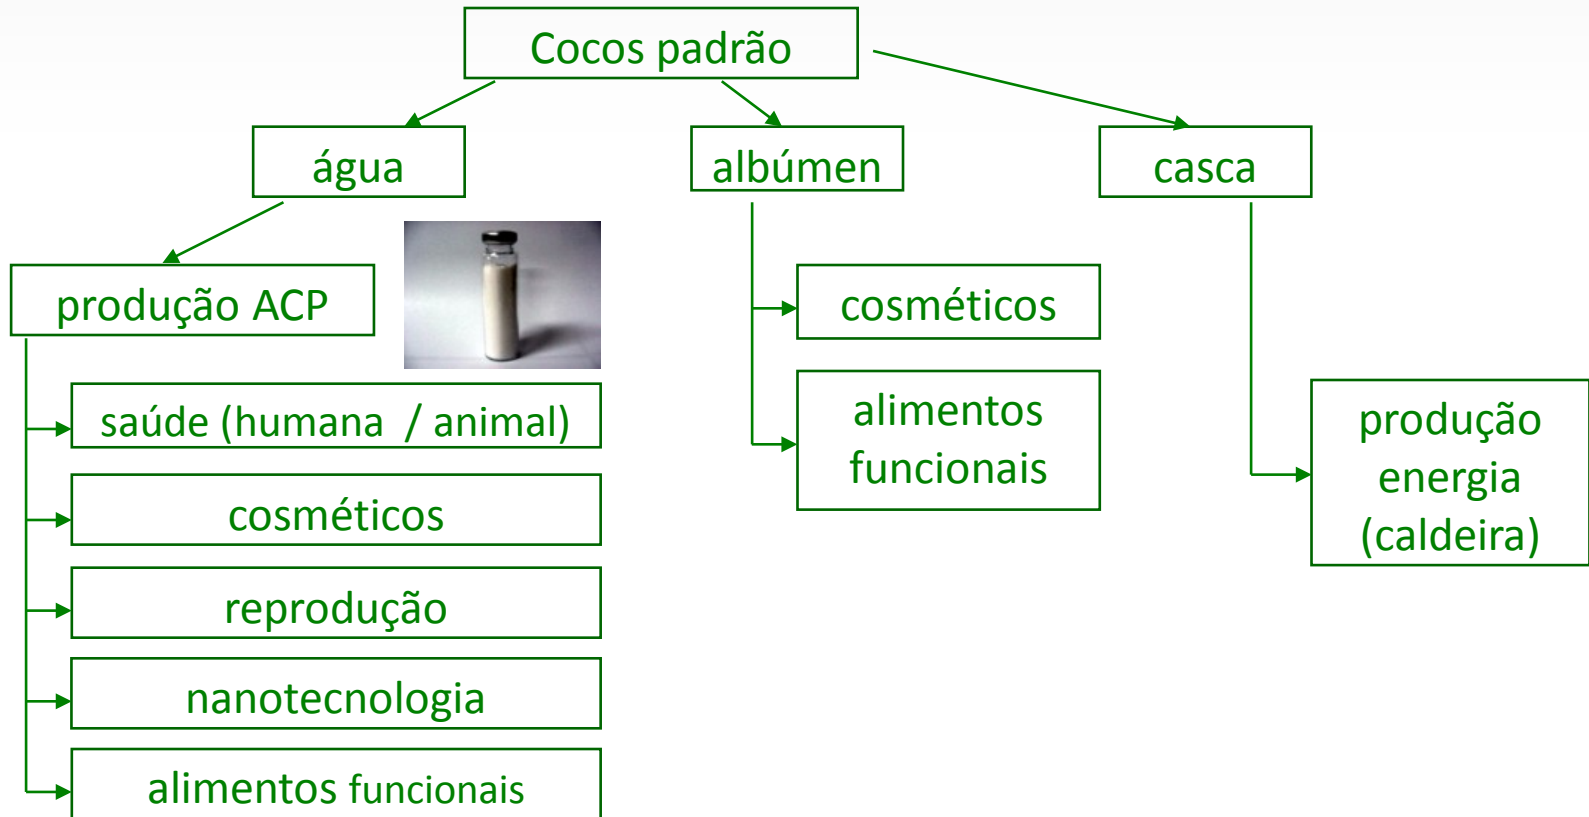 Cocos padrão
água
albúmen
casca
produção ACP
cosméticos
saúde (humana / animal)
alimentos
funcionais
produção
energia
(caldeira)
cosméticos
reprodução
nanotecnologia
alimentos funcionais